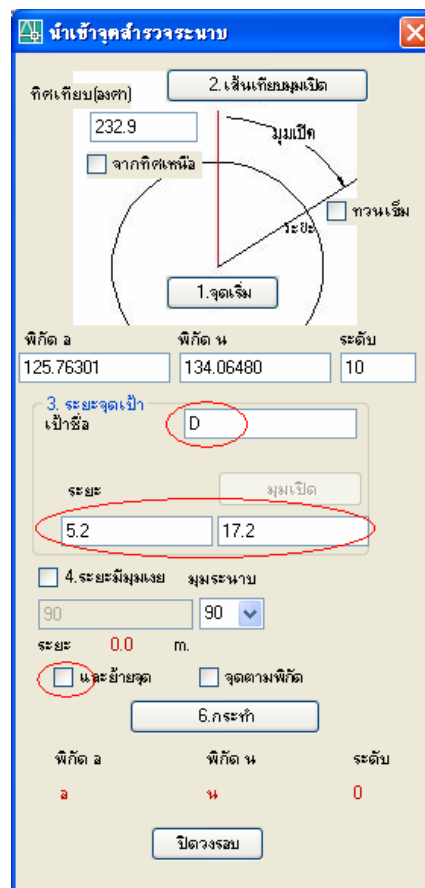 นำเข้าจุดสำรวจระนาบ
ทิศเทียบ(องศา)
2.เส้นเทียบมุมเปิด
232.9
มุมเปิด
จากทิศเหนือ
ทวนเข็ม
ระยะ
1.จุดเริ่ม
พิกัด อ พิกัด น ระดับ
125.76301 134.06480 10
3. ระยะจุดเป้า
เป้าชื่อ D
ระยะ มุมเปิด
5.2 17.2
4.ระยะมีมุมเงย มุมระนาบ
90 90
ระยะ 0.0 m.
และย้ายจุด จุดตามพิกัด
6.กระทำ
พิกัด อ พิกัด น ระดับ
อ น 0
ปิดวงรอบ